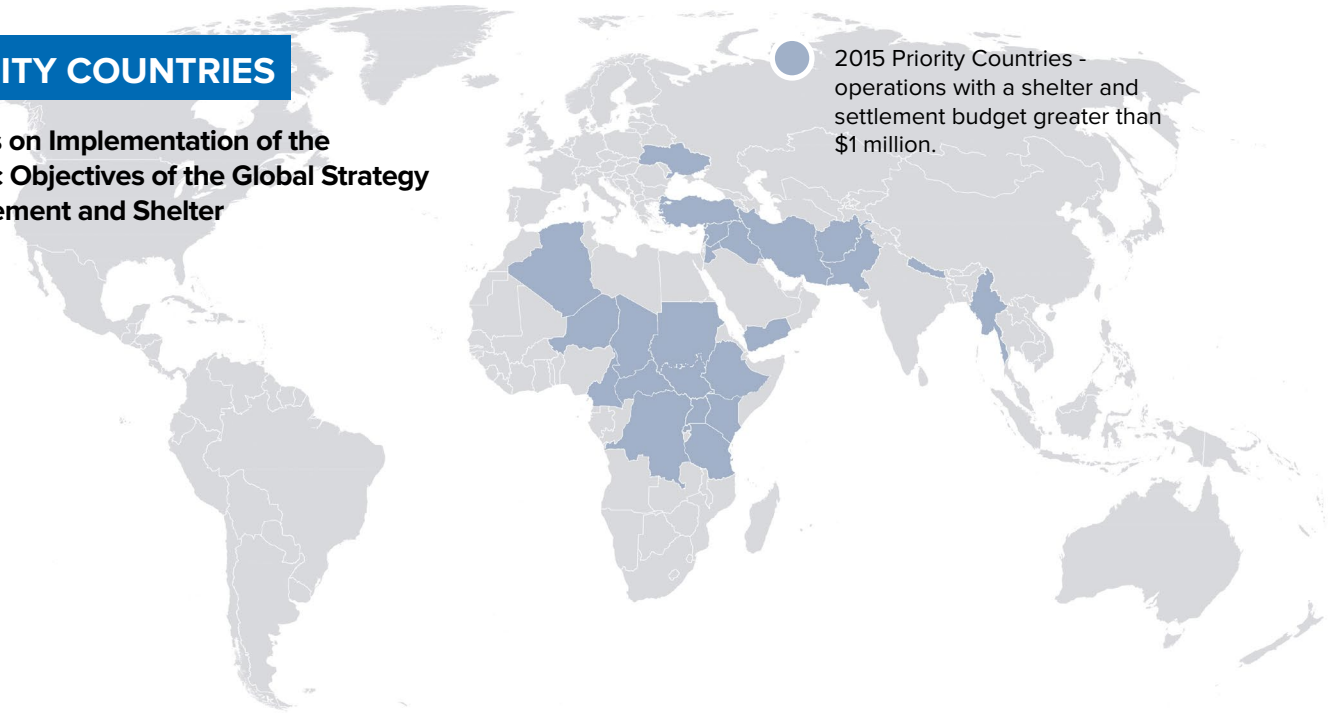 ITY COUNTRIES
on Implementation of the
Objectives of the Global Strategy
ement and Shelter
2015 Priority Countries -
operations with a shelter and
settlement budget greater than
$1 million.